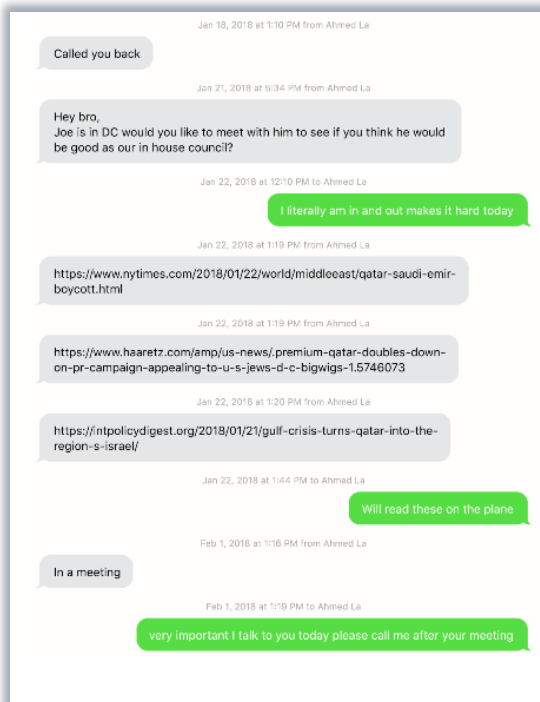 Jan 18, 2018 at 1:10 PM from Ahmed La
Called you back
Jan 21, 2018 at 5:34 PM from Ahmed La
Hey bro,
Joe is in DC would you like to meet with him to see if you think he would
be good as our in house council?
Jan 22, 2018 at 12:10 PM to Ahmed La
I literally am in and out makes it hard today
Jan 22, 2018 at 1:19 PM from Ahmed La
https://www.nytimes.com/2018/01/22/world/middleeast/qatar-saudi-emir-
boycott.html
Jan 22, 2018 at 1:19 PM from Ahmed La
https://www.haaretz.com/amp/us-news/.premium-qatar-doubles-down-
on-pr-campaign-appealing-to-u-s-jews-d-c-bigwigs-1.5746073
Jan 22, 2018 at 1:20 PM from Ahmed La
https://intpolicydigest.org/2018/01/21/gulf-crisis-turns-qatar-into-the-
region-s-israel/
Jan 22, 2018 at 1:44 PM to Ahmed La
Will read these on the plane
Feb 1, 2018 at 1:16 PM from Ahmed La
In a meeting
Feb 1, 2018 at 1:19 PM to Ahmed La
very important I talk to you today please call me after your meeting